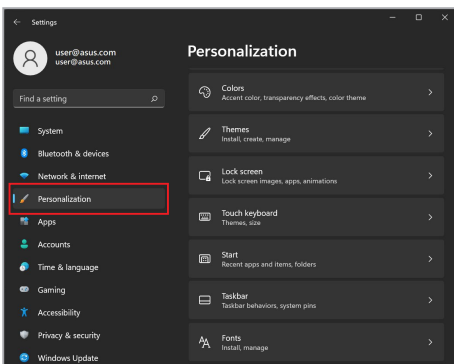 Settings
user@asus.com
user@asus.com
Find a setting
System
Bluetooth & devices
Network & internet
Personalization
Apps
Accounts
Time & language
Gaming
Accessibility
Privacy & security
Windows Update
Personalization
Colors
Accent color, transparency effects, color theme
Themes
Install, create, manage
Lock screen
Lock screen images, apps, animations
Touch keyboard
Themes, size
Start
Recent apps and items, folders
Taskbar
Taskbar behaviors, system pins
Fonts
Install, manage